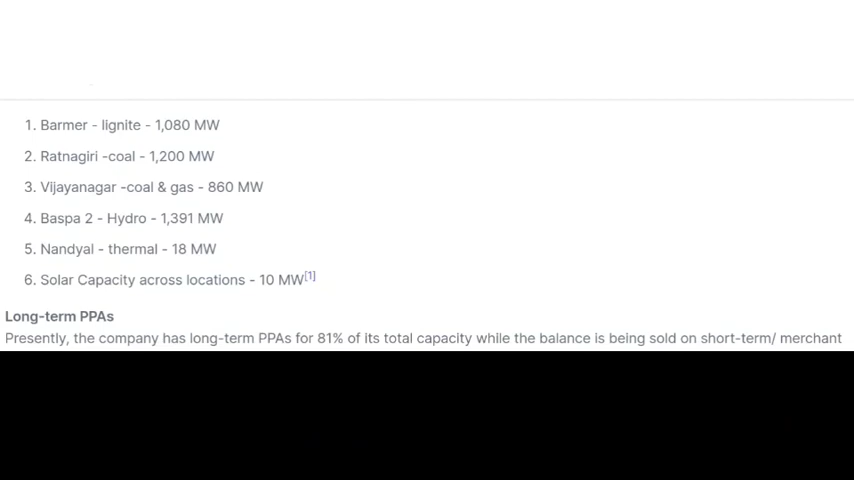 1. Barmer - lignite - 1,080 MW
2. Ratnagiri -coal - 1,200 MW
3. Vijayanagar -coal & gas - 860 MW
4. Baspa 2 - Hydro - 1,391 MW
5. Nandyal - thermal - 18 MW
6. Solar Capacity across locations - 10 MW[1]
Long-term PPAs
Presently, the company has long-term PPAs for 81% of its total capacity while the balance is being sold on short-term/ merchant